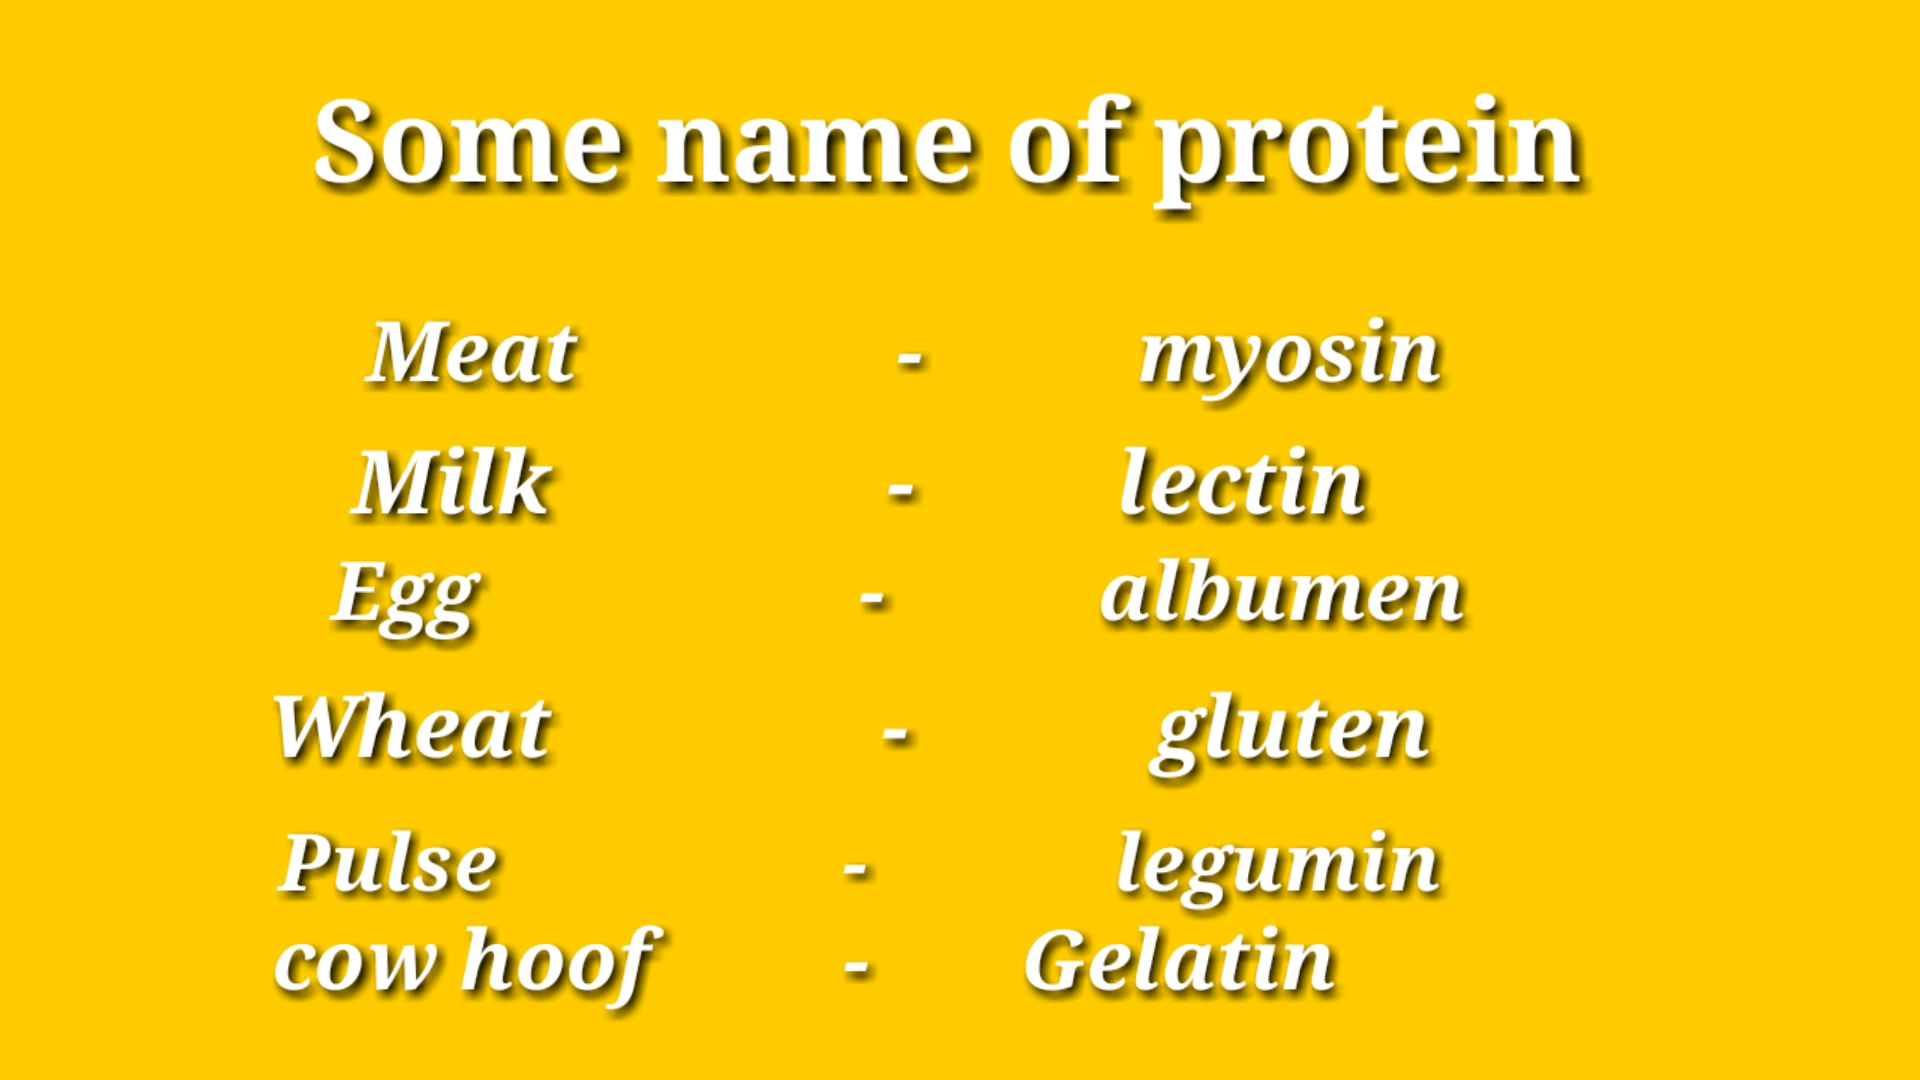 Some name of protein
Meat - myosin
Milk - lectin
Egg - albumen
Wheat - gluten
Pulse - legumin
cow hoof - Gelatin